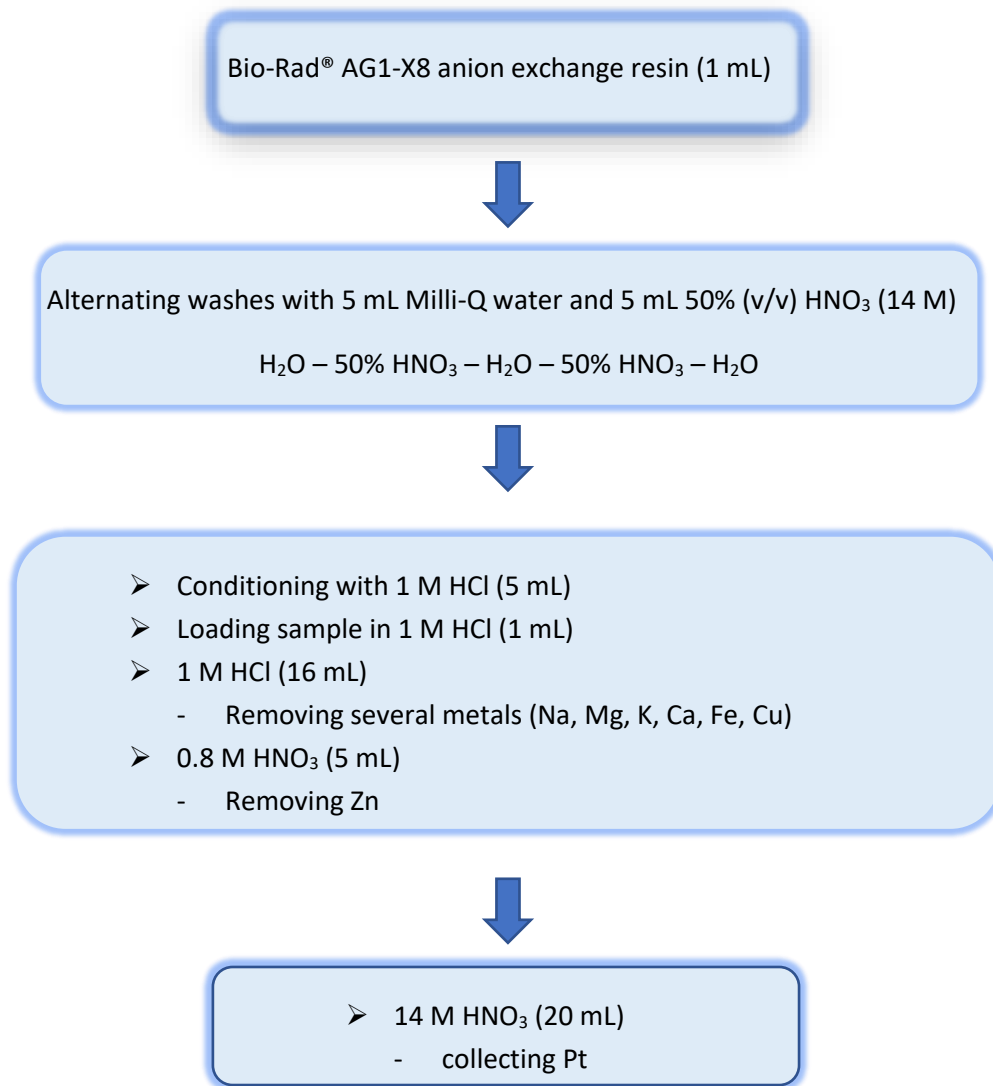 Bio-Rad® AG1-X8 anion exchange resin (1 mL)
Alternating washes with 5 mL Milli-Q water and 5 mL 50% (v/v) HNO₃ (14 M)
H₂O – 50% HNO₃ – H₂O – 50% HNO₃ – H₂O
➢ Conditioning with 1 M HCl (5 mL)
➢ Loading sample in 1 M HCl (1 mL)
➢ 1 M HCl (16 mL)
- Removing several metals (Na, Mg, K, Ca, Fe, Cu)
➢ 0.8 M HNO₃ (5 mL)
- Removing Zn
➢ 14 M HNO₃ (20 mL)
- collecting Pt